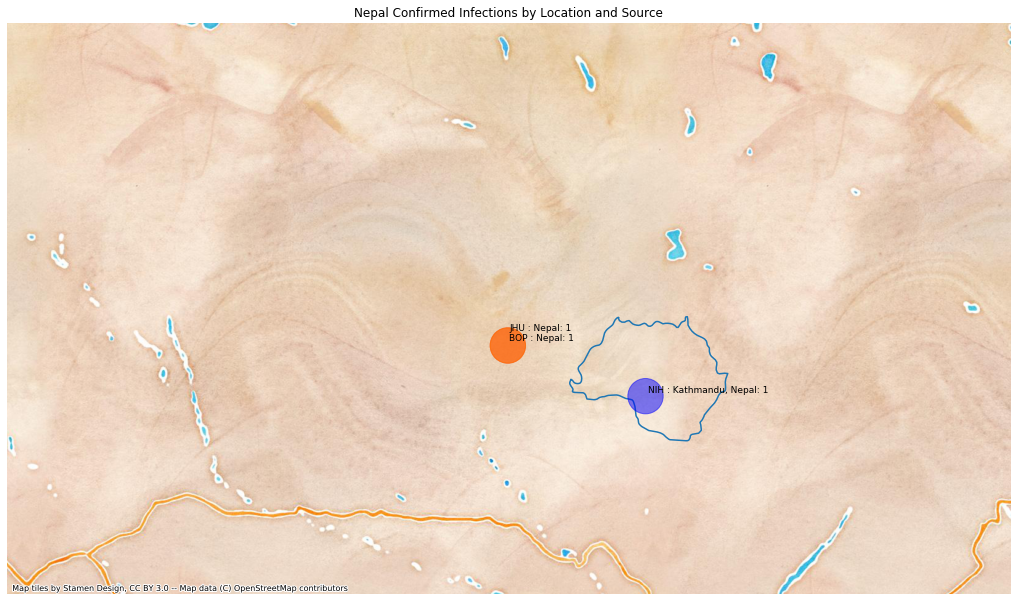 Nepal Confirmed Infections by Location and Source
JHU : Nepal: 1
BOP : Nepal: 1
NIH : Kathmandu, Nepal: 1
Map tiles by Stamen Design, CC BY 3.0 -- Map data (C) OpenStreetMap contributors